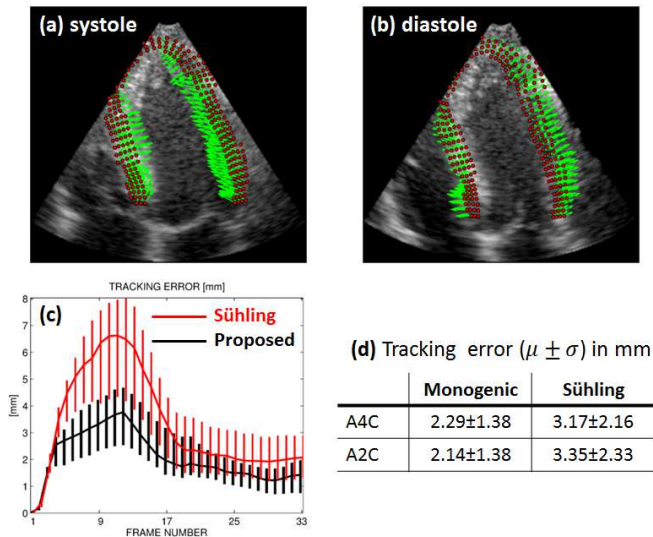 (a) systole
(b) diastole
TRACKING ERROR [mm]
(c)
Sühling
Proposed
8
7
6
5
4
3
2
1
0
[mm]
1 9 17 25 33
FRAME NUMBER
(d) Tracking error (μ ± σ) in mm
Monogenic Sühling
A4C 2.29±1.38 3.17±2.16
A2C 2.14±1.38 3.35±2.33